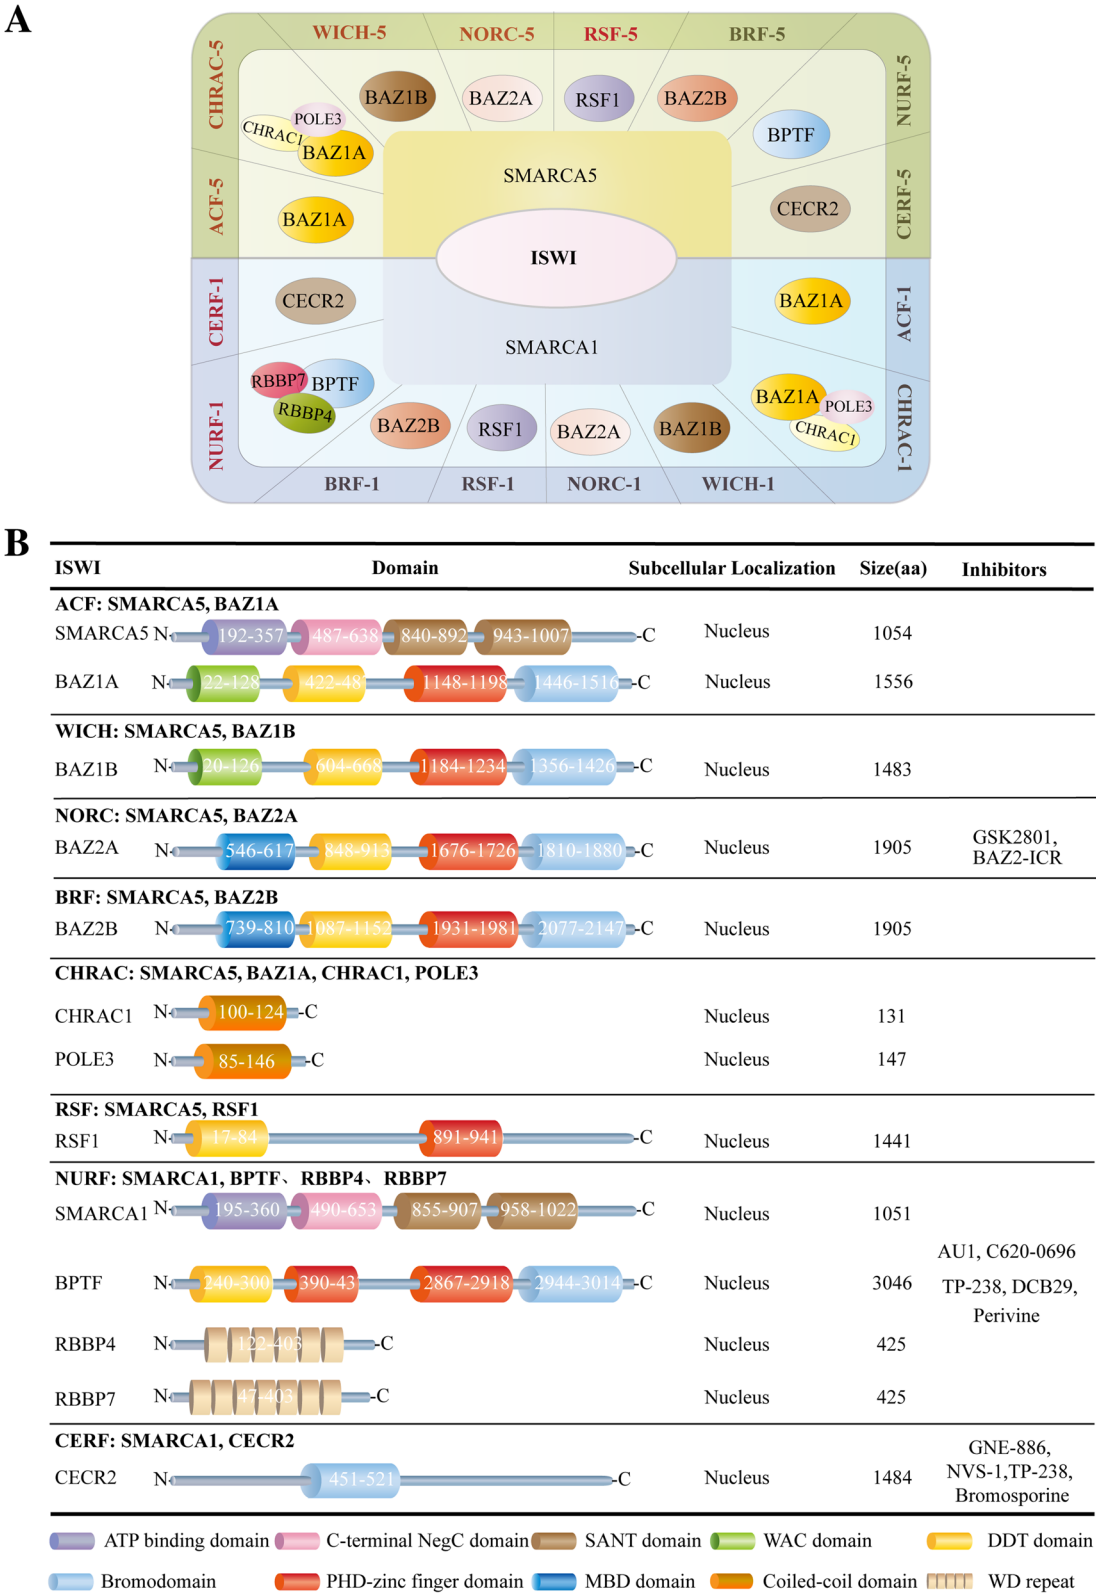 A
WICH-5 NORC-5 RSF-5 BRF-5
CHRAC-5 NURF-5
BAZ1B BAZ2A RSF1 BAZ2B
POLE3
CHRAC1
BAZ1A
BPTF
SMARCA5
ACF-5 CERF-5
BAZ1A CECR2
ISWI
CERF-1 ACF-1
CECR2 BAZ1A
SMARCA1
NURF-1 CHRAC-1
RBBP7 BPTF
RBBP4
BAZ1A POLE3
CHRAC1
BAZ2B RSF1 BAZ2A BAZ1B
BRF-1 RSF-1 NORC-1 WICH-1
B
ISWI Domain Subcellular Localization Size(aa) Inhibitors
ACF: SMARCA5, BAZ1A
SMARCA5 N- 192-357 487-638 840-892 943-1007 -C Nucleus 1054
BAZ1A N- 22-128 422-48 1148-1198 1446-1516 -C Nucleus 1556
WICH: SMARCA5, BAZ1B
BAZ1B N- 20-126 604-668 1184-1234 1356-1426 -C Nucleus 1483
NORC: SMARCA5, BAZ2A
BAZ2A N- 546-617 848-913 1676-1726 1810-1880 -C Nucleus 1905 GSK2801,
BAZ2-ICR
BRF: SMARCA5, BAZ2B
BAZ2B N- 739-810 1087-1152 1931-1981 2077-2147 -C Nucleus 1905
CHRAC: SMARCA5, BAZ1A, CHRAC1, POLE3
CHRAC1 N- 100-124 -C Nucleus 131
POLE3 N- 85-146 -C Nucleus 147
RSF: SMARCA5, RSF1
RSF1 N- 17-84 891-941 -C Nucleus 1441
NURF: SMARCA1, BPTF、RBBP4、RBBP7
SMARCA1 N- 195-360 490-653 855-907 958-1022 -C Nucleus 1051
BPTF N- 240-300 390-43 2867-2918 2944-3014 -C Nucleus 3046 AU1, C620-0696
TP-238, DCB29,
Perivine
RBBP4 N- 122-403 -C Nucleus 425
RBBP7 N- 47-403 -C Nucleus 425
CERF: SMARCA1, CECR2
CECR2 N- 451-521 -C Nucleus 1484 GNE-886,
NVS-1,TP-238,
Bromosporine
ATP binding domain C-terminal NegC domain SANT domain WAC domain DDT domain
Bromodomain PHD-zinc finger domain MBD domain Coiled-coil domain WD repeat